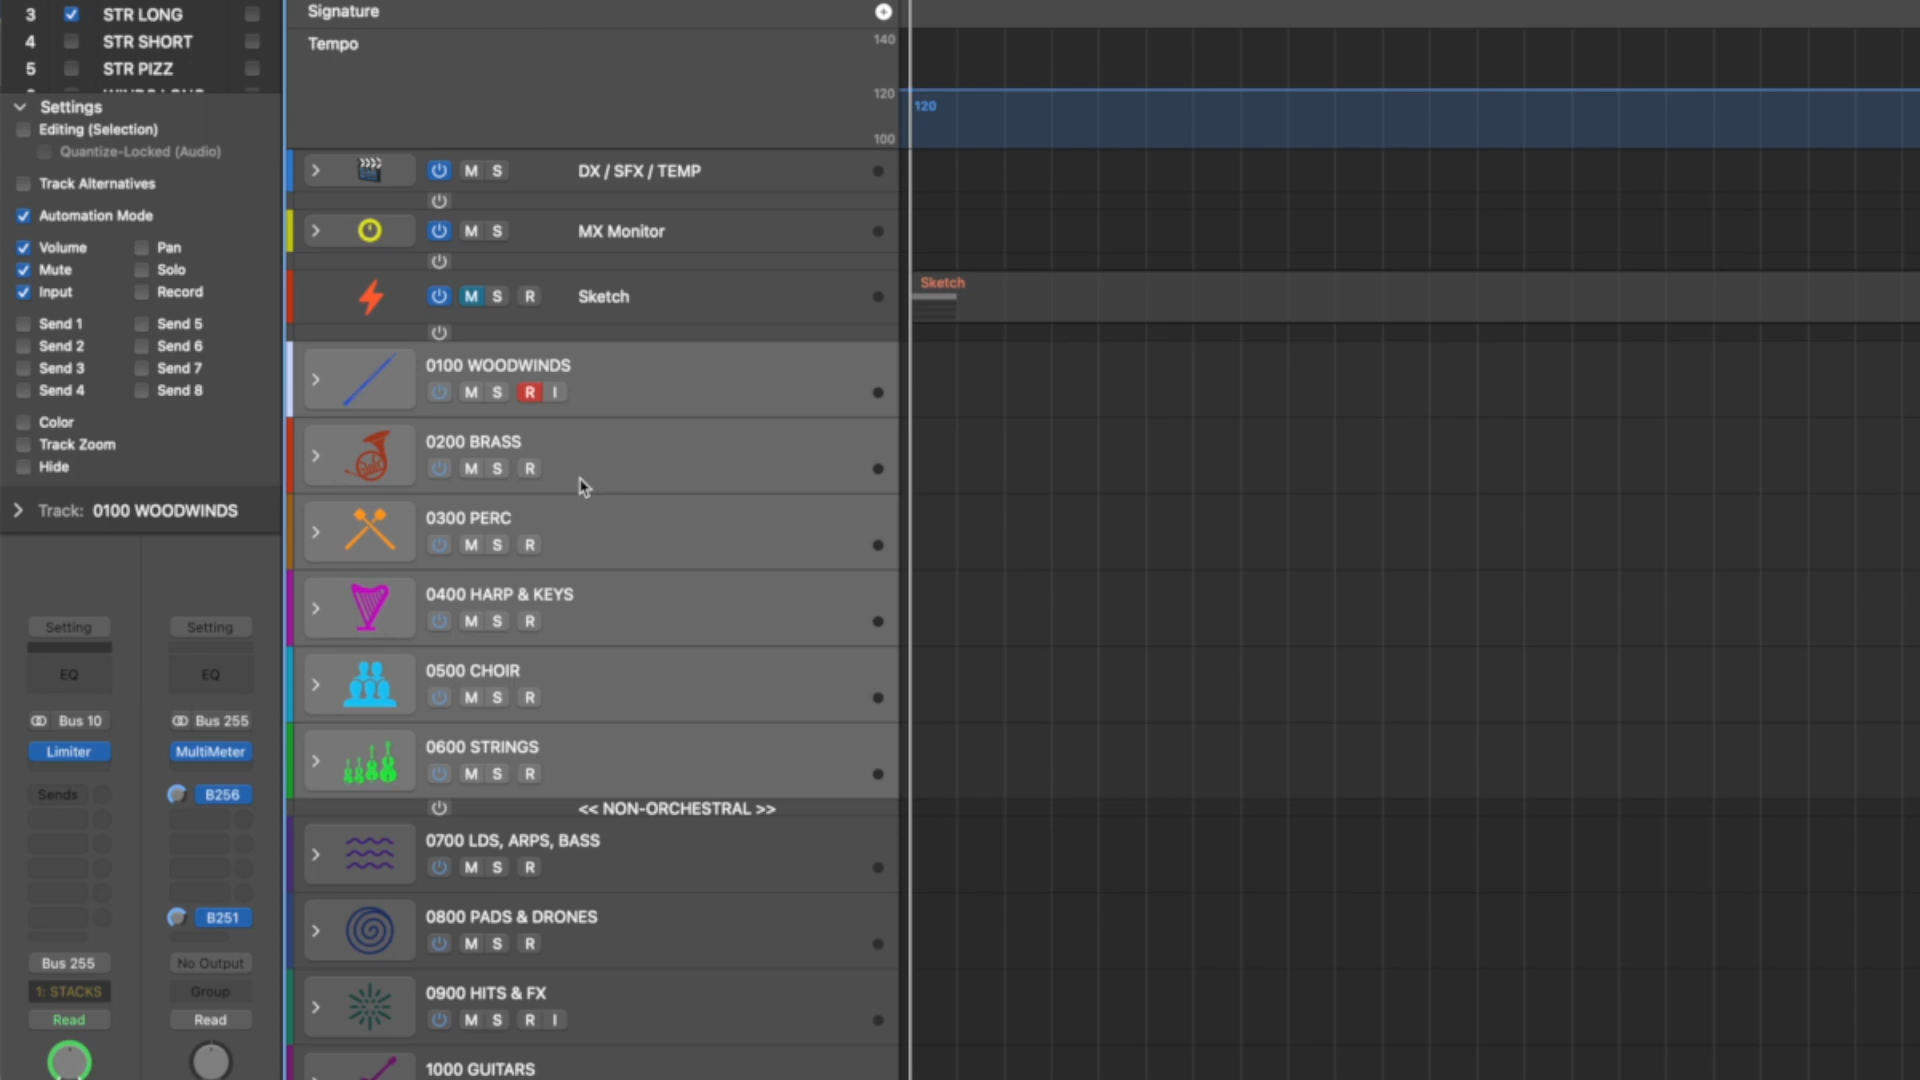 3 STR LONG
4 STR SHORT
5 STR PIZZ
Settings
Editing (Selection)
Quantize-Locked (Audio)
Track Alternatives
Automation Mode
Volume Pan
Mute Solo
Input Record
Send 1 Send 5
Send 2 Send 6
Send 3 Send 7
Send 4 Send 8
Color
Track Zoom
Hide
Track: 0100 WOODWINDS
Setting Setting
EQ EQ
Bus 10 Bus 255
Limiter MultiMeter
Sends B256
B251
Bus 255 No Output
1: STACKS Group
Read Read
Signature
Tempo
140
120
100
120
M S DX / SFX / TEMP
M S MX Monitor
M S R Sketch
Sketch
0100 WOODWINDS
M S R I
0200 BRASS
M S R
0300 PERC
M S R
0400 HARP & KEYS
M S R
0500 CHOIR
M S R
0600 STRINGS
M S R
<< NON-ORCHESTRAL >>
0700 LDS, ARPS, BASS
M S R
0800 PADS & DRONES
M S R
0900 HITS & FX
M S R I
1000 GUITARS